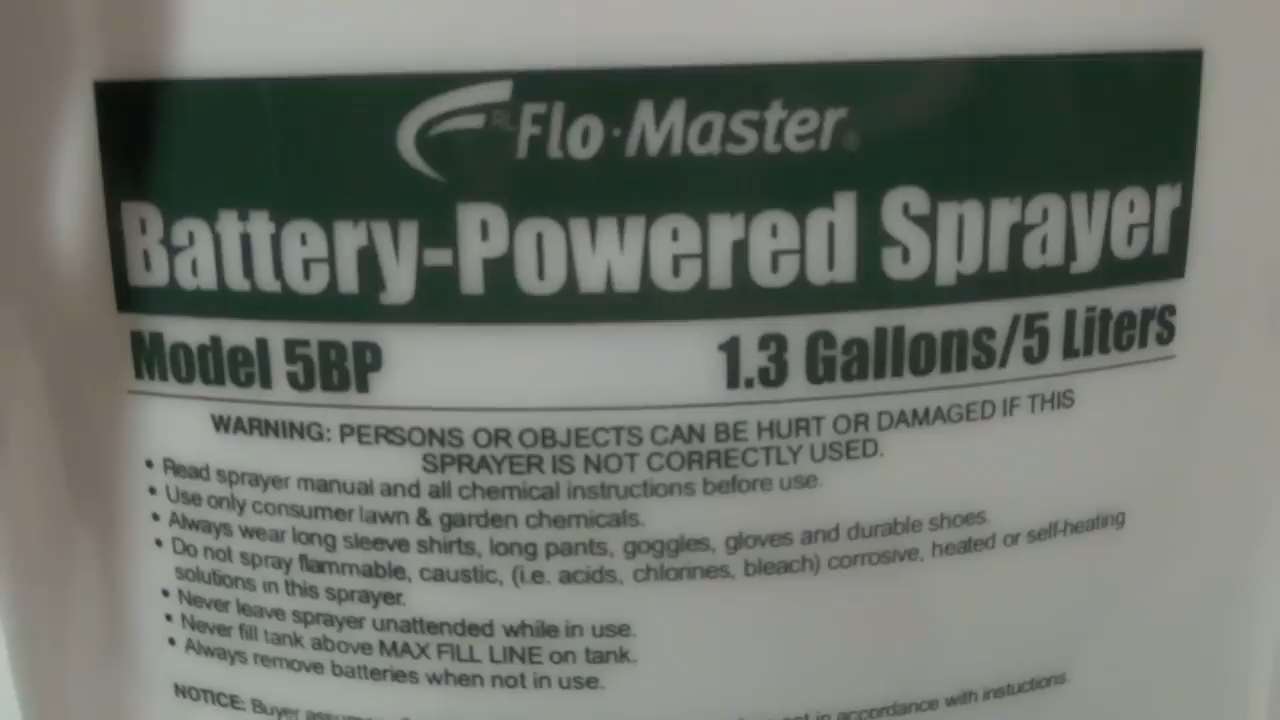 Flo·Master
Battery-Powered Sprayer
Model 5BP 1.3 Gallons/5 Liters
WARNING: PERSONS OR OBJECTS CAN BE HURT OR DAMAGED IF THIS
SPRAYER IS NOT CORRECTLY USED.
• Read sprayer manual and all chemical instructions before use.
• Use only consumer lawn & garden chemicals.
• Always wear long sleeve shirts, long pants, goggles, gloves and durable shoes.
• Do not spray flammable, caustic, (i.e. acids, chlorines, bleach) corrosive, heated or self-heating
solutions in this sprayer.
• Never leave sprayer unattended while in use.
• Never fill tank above MAX FILL LINE on tank.
• Always remove batteries when not in use.
NOTICE: Buyer in accordance with instuctions.